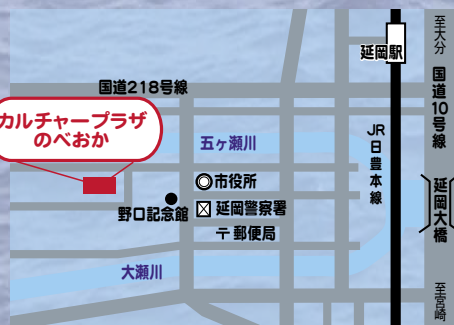 至大分
延岡駅
国道10号線
国道218号線
カルチャープラザ
のべおか
五ヶ瀬川
JR日豊本線
市役所
延岡警察署
野口記念館
〒郵便局
延岡大橋
大瀬川
至宮崎